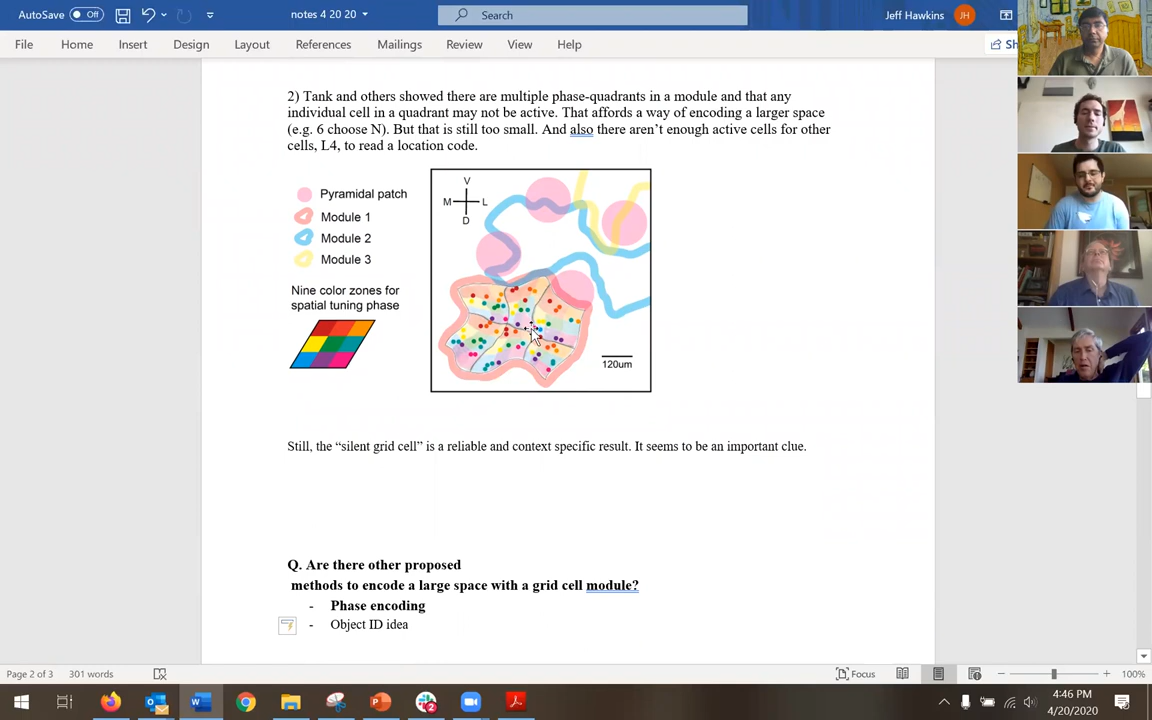 AutoSave Off
notes 4 20 20
Search
Jeff Hawkins
JH
File Home Insert Design Layout References Mailings Review View Help
Sh
2) Tank and others showed there are multiple phase-quadrants in a module and that any
individual cell in a quadrant may not be active. That affords a way of encoding a larger space
(e.g. 6 choose N). But that is still too small. And also there aren't enough active cells for other
cells, L4, to read a location code.
Pyramidal patch
Module 1
Module 2
Module 3
Nine color zones for
spatial tuning phase
V
M L
D
120um
Still, the “silent grid cell” is a reliable and context specific result. It seems to be an important clue.
Q. Are there other proposed
methods to encode a large space with a grid cell module?
- Phase encoding
- Object ID idea
Page 2 of 3 301 words
Focus
100%
4:46 PM
4/20/2020